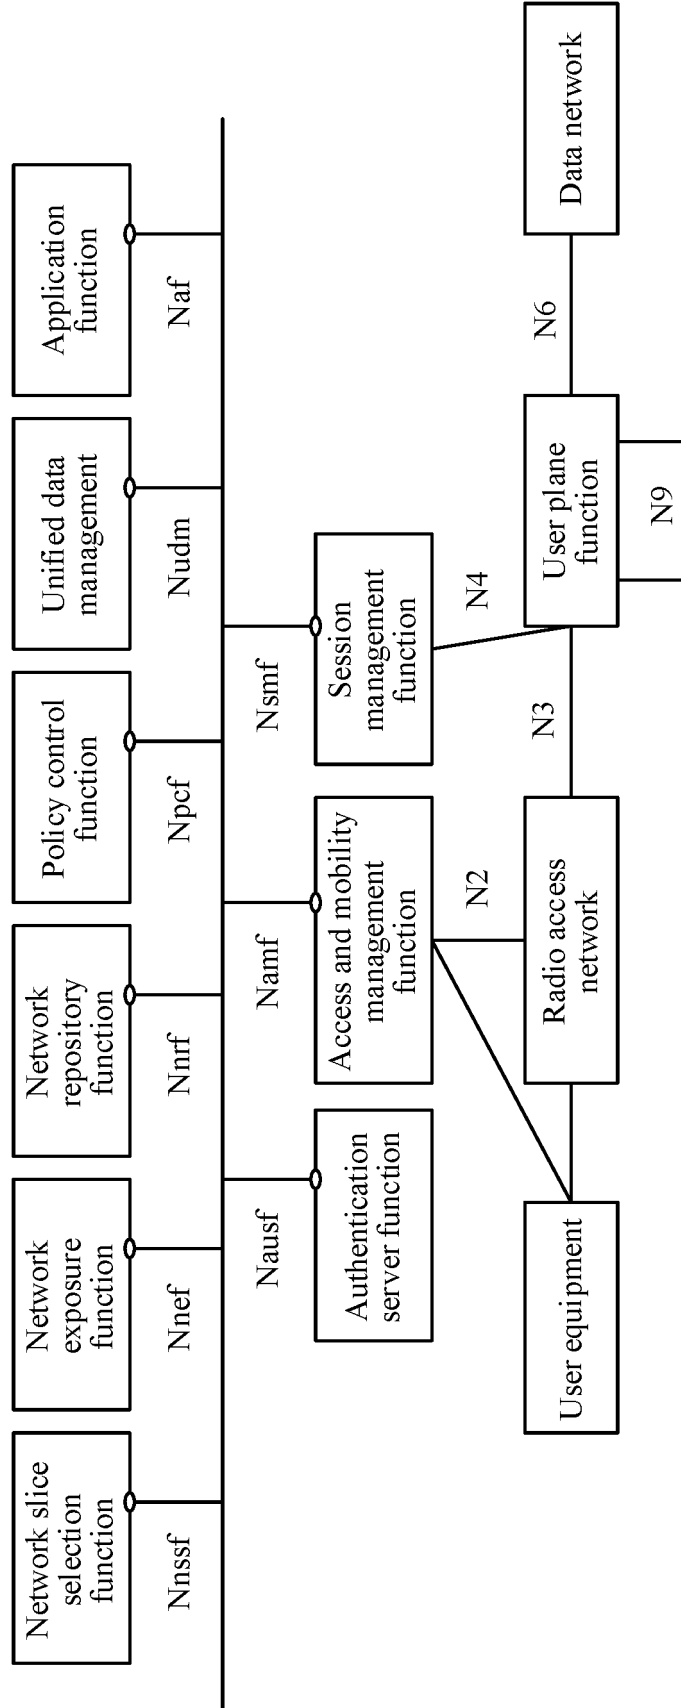 Network slice
selection
function
Network
exposure
function
Network
repository
function
Policy control
function
Unified data
management
Application
function
Nnssf
Nnef
Nnrf
Npcf
Nudm
Naf
Nausf
Namf
Nsmf
Authentication
server function
Access and mobility
management
function
Session
management
function
N2
N4
User equipment
Radio access
network
N3
User plane
function
N6
Data network
N9